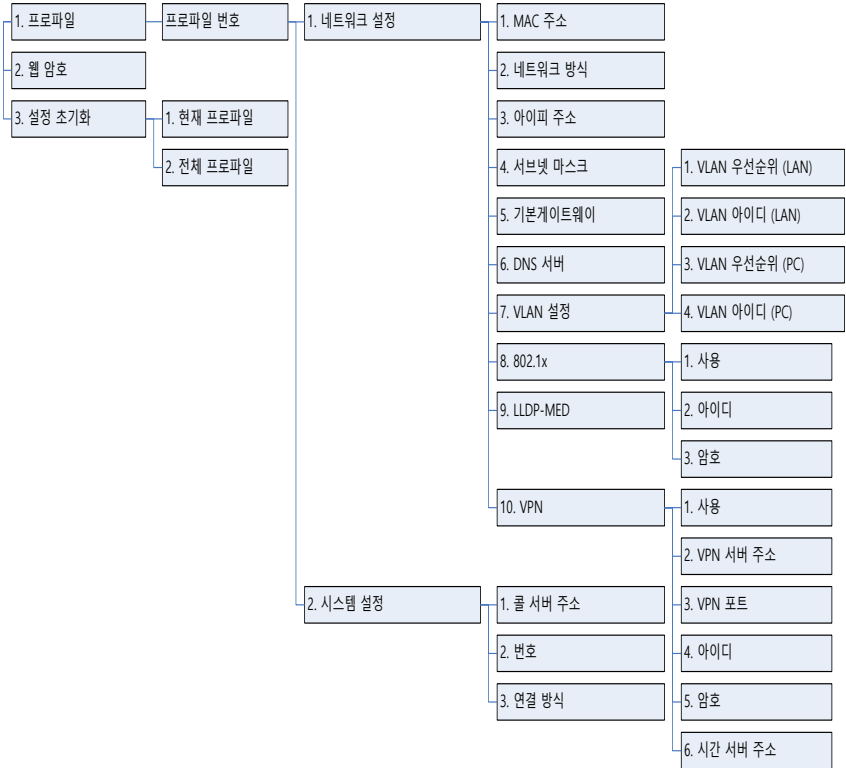 1. 프로파일
프로파일 번호
1. 네트워크 설정
1. MAC 주소
2. 웹 암호
2. 네트워크 방식
3. 설정 초기화
1. 현재 프로파일
3. 아이피 주소
2. 전체 프로파일
4. 서브넷 마스크
1. VLAN 우선순위 (LAN)
5. 기본게이트웨이
2. VLAN 아이디 (LAN)
6. DNS 서버
3. VLAN 우선순위 (PC)
7. VLAN 설정
4. VLAN 아이디 (PC)
8. 802.1x
1. 사용
9. LLDP-MED
2. 아이디
3. 암호
10. VPN
1. 사용
2. VPN 서버 주소
2. 시스템 설정
1. 콜 서버 주소
3. VPN 포트
2. 번호
4. 아이디
3. 연결 방식
5. 암호
6. 시간 서버 주소